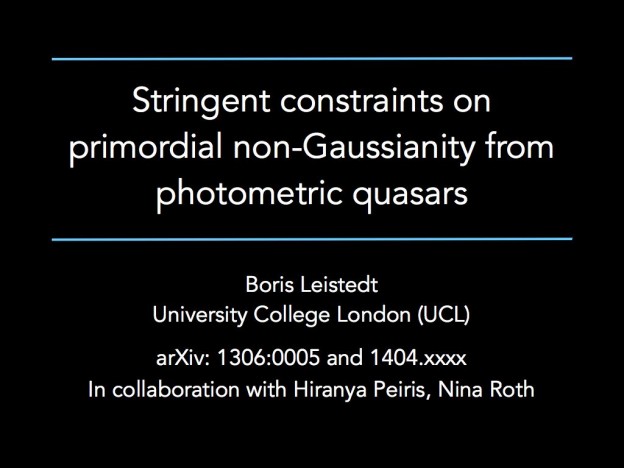 Stringent constraints on
primordial non-Gaussianity from
photometric quasars
Boris Leistedt
University College London (UCL)
arXiv: 1306:0005 and 1404.xxxx
In collaboration with Hiranya Peiris, Nina Roth